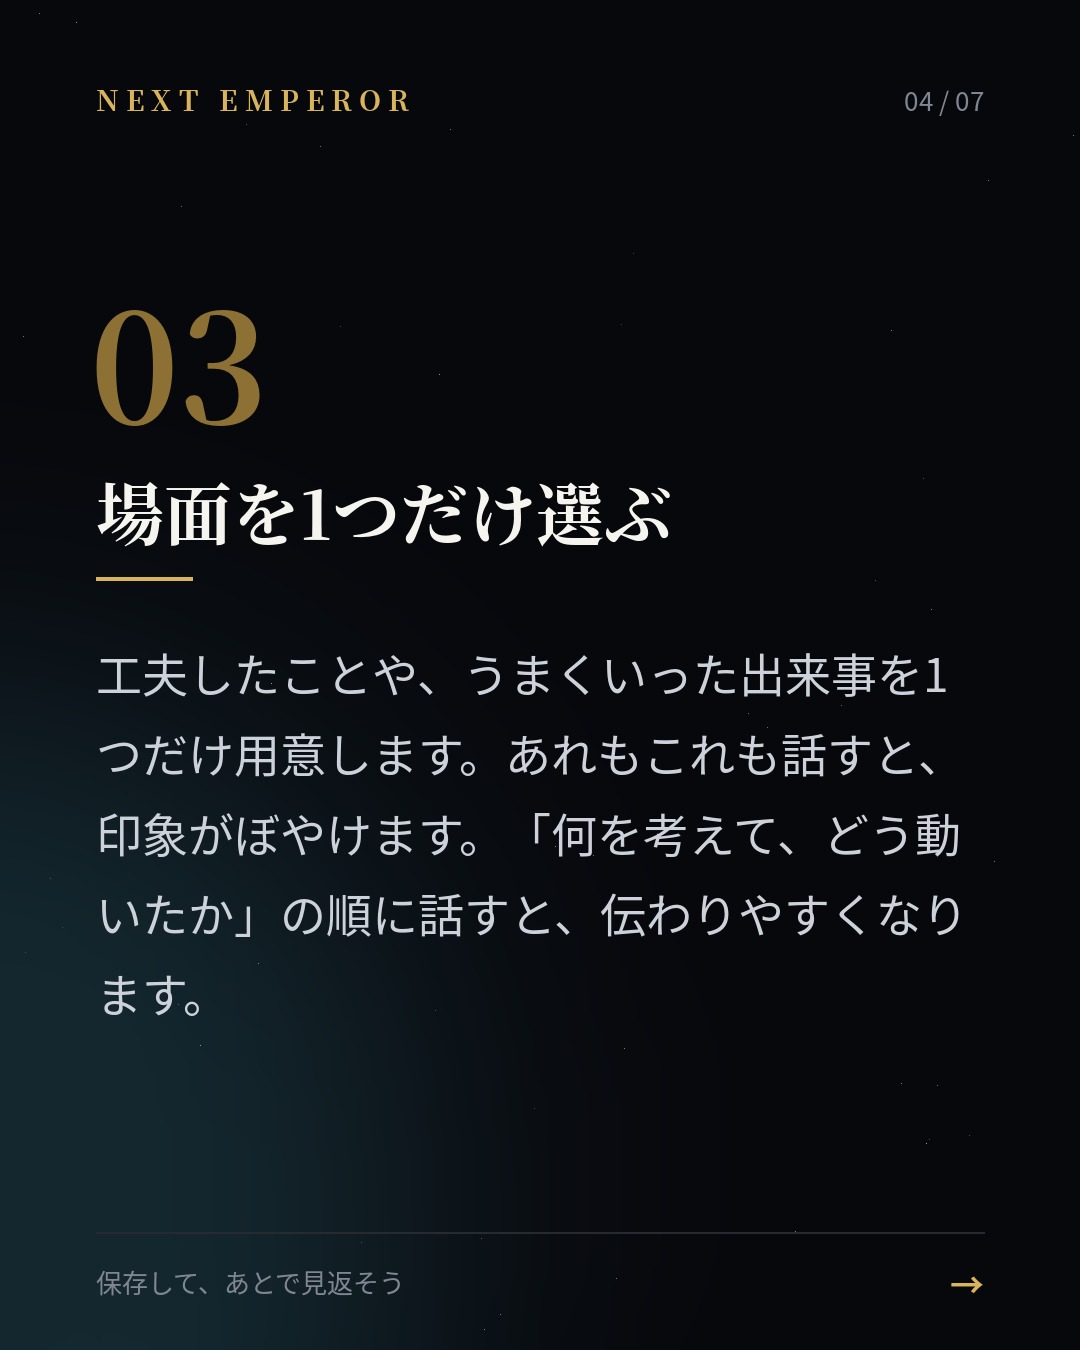 NEXT EMPEROR
04 / 07
03
場面を1つだけ選ぶ
工夫したことや、うまくいった出来事を1
つだけ用意します。あれもこれも話すと、
印象がぼやけます。「何を考えて、どう動
いたか」の順に話すと、伝わりやすくなり
ます。
保存して、あとで見返そう
→